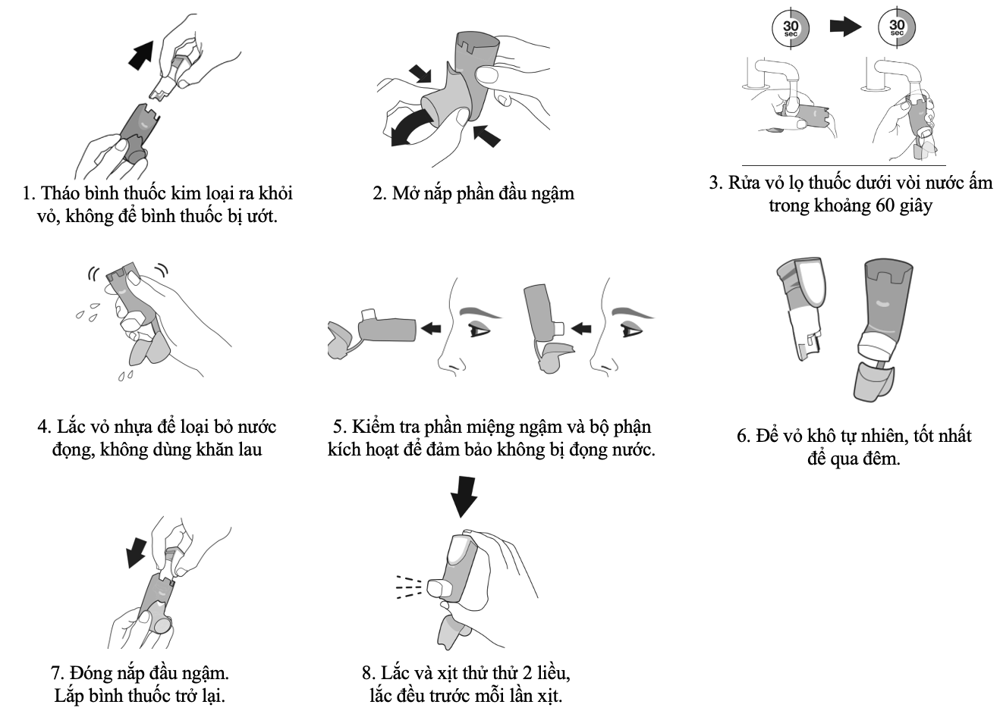 30
sec
30
sec
1. Tháo bình thuốc kim loại ra khỏi
vỏ, không để bình thuốc bị ướt.
2. Mở nắp phần đầu ngậm
3. Rửa vỏ lọ thuốc dưới vòi nước ấm
trong khoảng 60 giây
4. Lắc vỏ nhựa để loại bỏ nước
đọng, không dùng khăn lau
5. Kiểm tra phần miệng ngậm và bộ phận
kích hoạt để đảm bảo không bị đọng nước.
6. Để vỏ khô tự nhiên, tốt nhất
để qua đêm.
7. Đóng nắp đầu ngậm.
Lắp bình thuốc trở lại.
8. Lắc và xịt thử thử 2 liều,
lắc đều trước mỗi lần xịt.